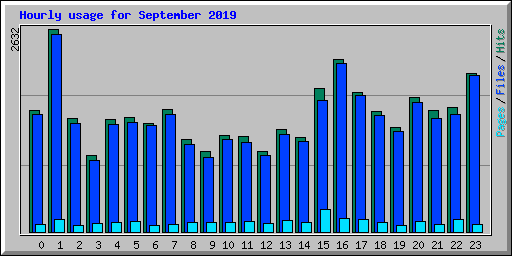 Hourly usage for September 2019
2632
Pages/Files/Hits
0 1 2 3 4 5 6 7 8 9 10 11 12 13 14 15 16 17 18 19 20 21 22 23